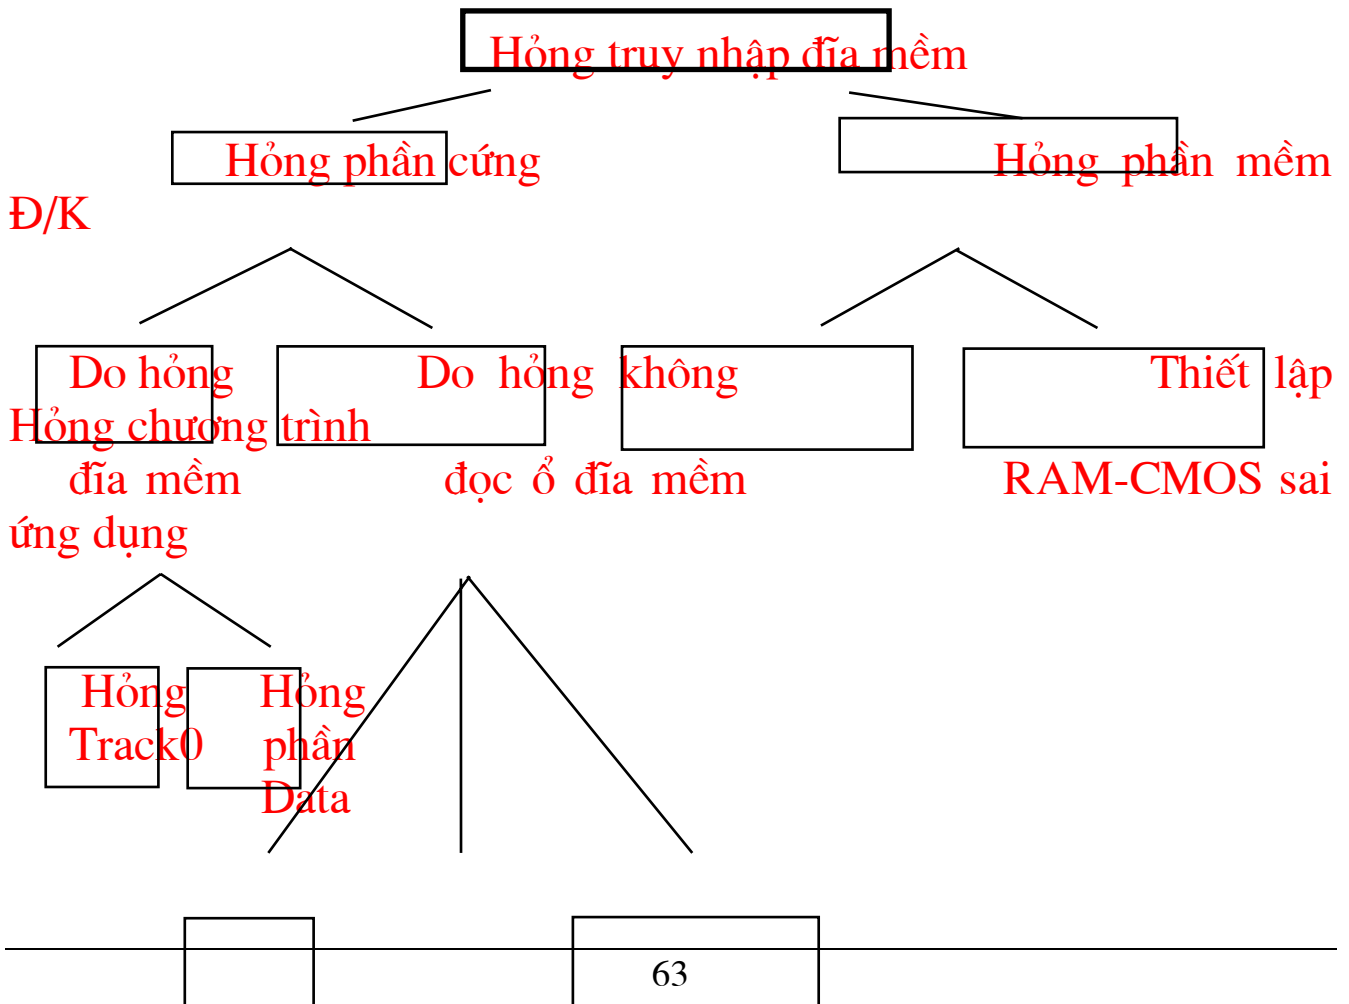 Hỏng truy nhập đĩa mềm
Hỏng phần cứng Hỏng phần mềm
Đ/K
Do hỏng Do hỏng không Thiết lập
Hỏng chương trình
đĩa mềm đọc ổ đĩa mềm RAM-CMOS sai
ứng dụng
Hỏng Hỏng
Track0 phần
Data
63